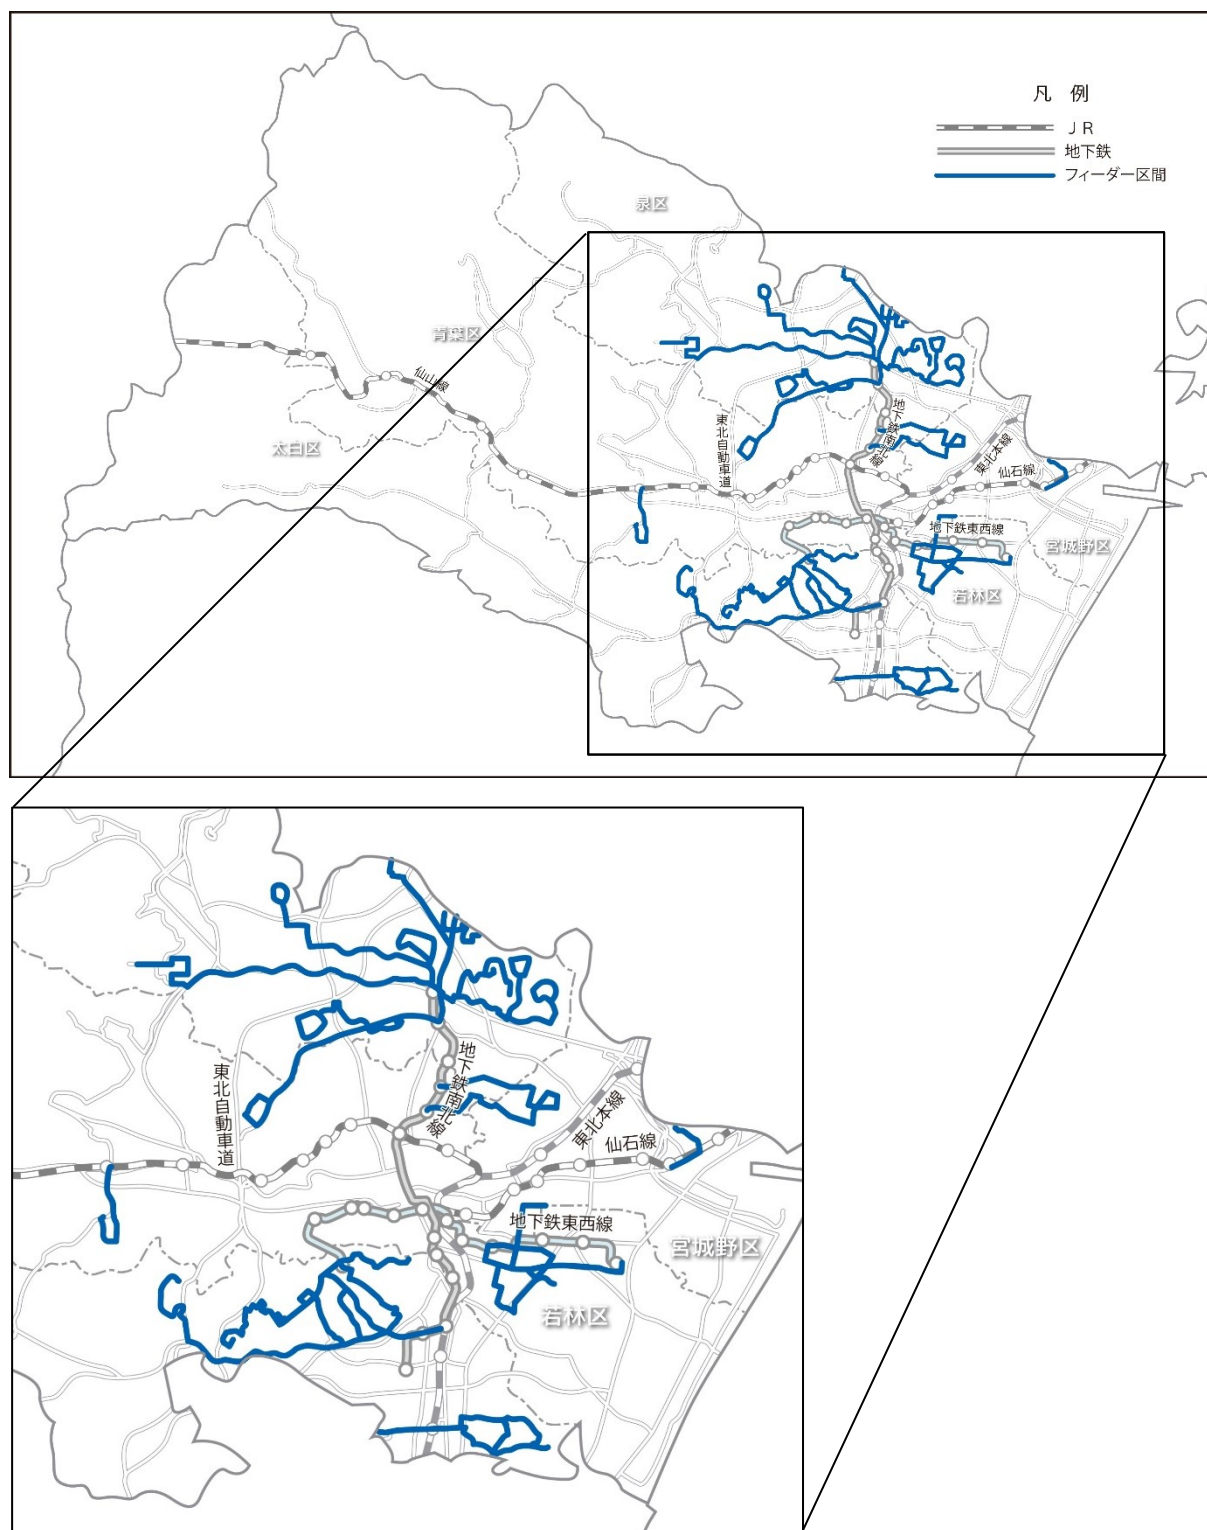 凡 例
ＪＲ
地下鉄
フィーダー区間
泉区
青葉区
仙山線
太白区
東北自動車道
地下鉄南北線
東北本線
仙石線
地下鉄東西線
宮城野区
若林区
地下鉄南北線
東北自動車道
東北本線
仙石線
地下鉄東西線
宮城野区
若林区